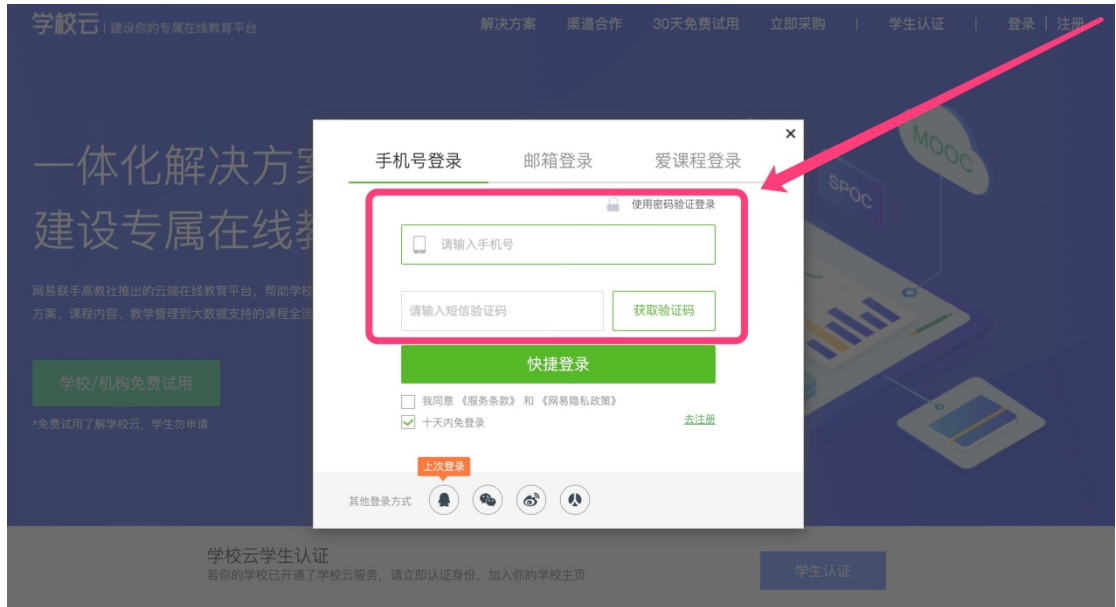 学校云 | 建设你的专属在线教育平台
解决方案 渠道合作 30天免费试用 立即采购 | 学生认证 | 登录 | 注册
一体化解决方案
建设专属在线教
网易联手高教社推出的云端在线教育平台，帮助学校
方案、课程内容、教学管理到大数据支持的课程全流
学校/机构免费试用
*免费试用了解学校云，学生勿申请
MOOC
SPOC
×
手机号登录 邮箱登录 爱课程登录
使用密码验证登录
请输入手机号
请输入短信验证码 获取验证码
快捷登录
我同意 《服务条款》 和 《网易隐私政策》
十天内免登录 去注册
上次登录
其他登录方式
学校云学生认证
若你的学校已开通了学校云服务，请立即认证身份，加入你的学校主页
学生认证